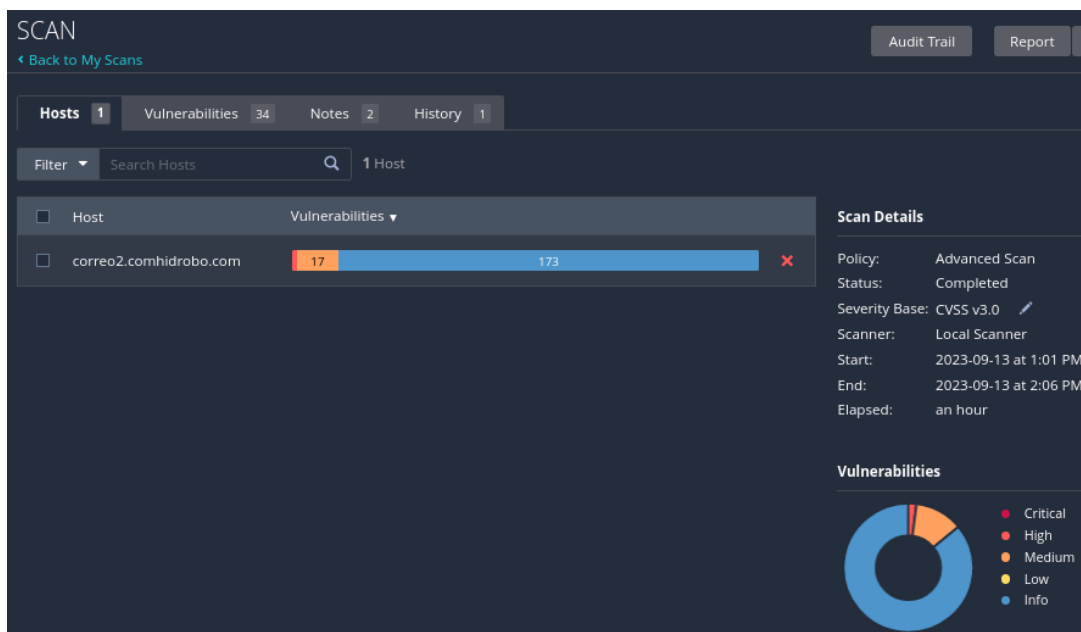 SCAN
Audit Trail
Report
Back to My Scans
Hosts 1 Vulnerabilities 34 Notes 2 History 1
Filter Search Hosts 1 Host
Host Vulnerabilities
correo2.comhidrobo.com 17 173
Scan Details
Policy: Advanced Scan
Status: Completed
Severity Base: CVSS v3.0
Scanner: Local Scanner
Start: 2023-09-13 at 1:01 PM
End: 2023-09-13 at 2:06 PM
Elapsed: an hour
Vulnerabilities
Critical
High
Medium
Low
Info